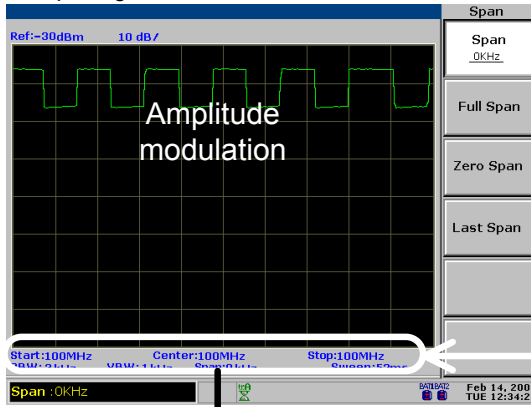 Span
Ref:-30dBm 10 dB/
Span
0KHz
Full Span
Amplitude
modulation
Zero Span
Last Span
Start:100MHz Center:100MHz Stop:100MHz
Span :0KHz
BAT1 BAT2 Feb 14, 200
TUE 12:34:2